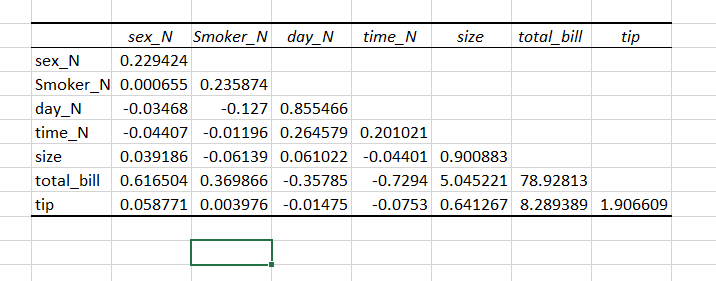 sex_N Smoker_N day_N time_N size total_bill tip
sex_N 0.229424
Smoker_N 0.000655 0.235874
day_N -0.03468 -0.127 0.855466
time_N -0.04407 -0.01196 0.264579 0.201021
size 0.039186 -0.06139 0.061022 -0.04401 0.900883
total_bill 0.616504 0.369866 -0.35785 -0.7294 5.045221 78.92813
tip 0.058771 0.003976 -0.01475 -0.0753 0.641267 8.289389 1.906609